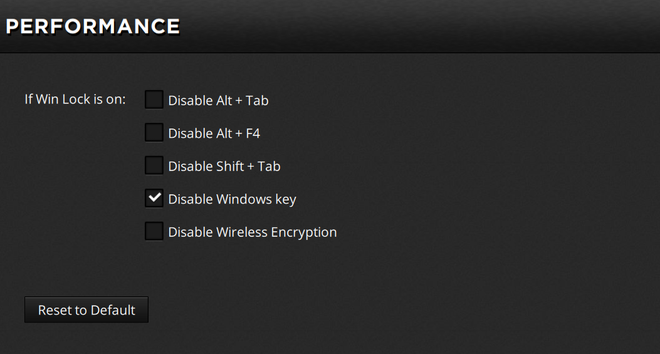 PERFORMANCE
If Win Lock is on: Disable Alt + Tab
Disable Alt + F4
Disable Shift + Tab
Disable Windows key
Disable Wireless Encryption
Reset to Default